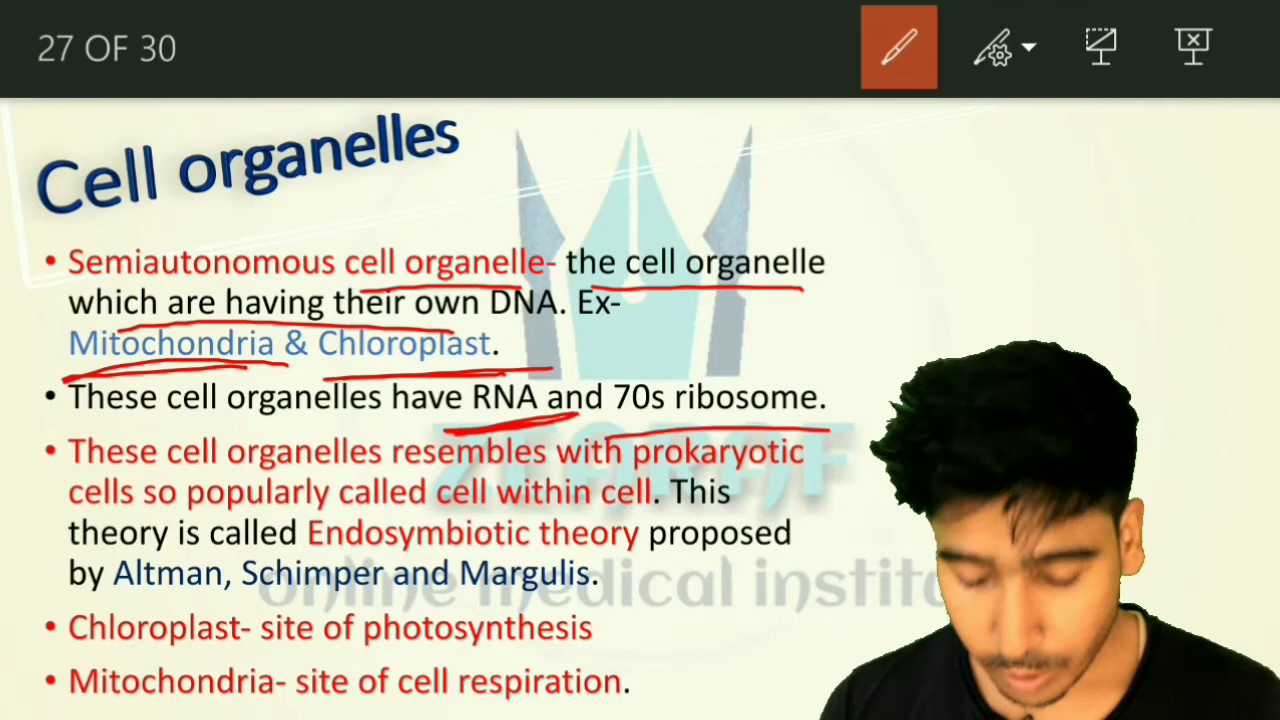 27 OF 30
Cell organelles
• Semiautonomous cell organelle- the cell organelle
which are having their own DNA. Ex-
Mitochondria & Chloroplast.
• These cell organelles have RNA and 70s ribosome.
• These cell organelles resembles with prokaryotic
cells so popularly called cell within cell. This
theory is called Endosymbiotic theory proposed
by Altman, Schimper and Margulis.
online medical institu
• Chloroplast- site of photosynthesis
• Mitochondria- site of cell respiration.